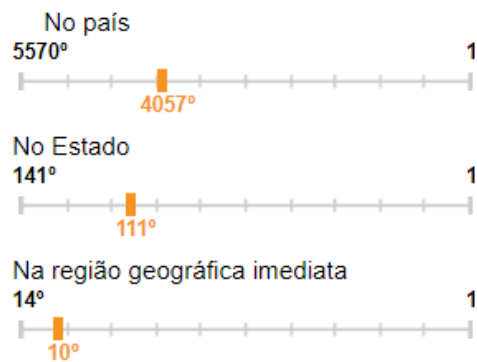 No país
5570º 1
4057º
No Estado
141º 1
111º
Na região geográfica imediata
14º 1
10º